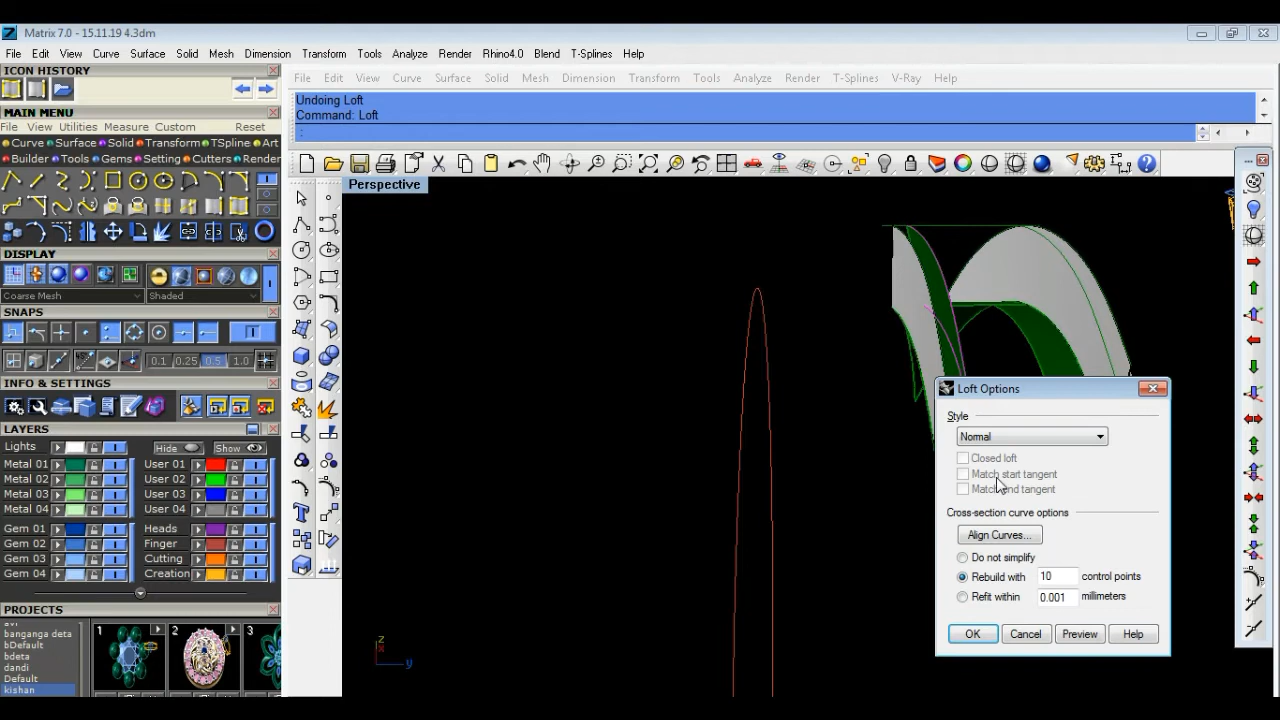 Matrix 7.0 - 15.11.19 4.3dm
File Edit View Curve Surface Solid Mesh Dimension Transform Tools Analyze Render Rhino4.0 Blend T-Splines Help
ICON HISTORY
MAIN MENU
File View Utilities Measure Custom Reset
Curve Surface Solid Transform TSpline Art
Builder Tools Gems Setting Cutters Render
DISPLAY
Coarse Mesh Shaded
SNAPS
0.1 0.25 0.5 1.0
INFO & SETTINGS
LAYERS
Lights Hide Show
Metal 01 User 01
Metal 02 User 02
Metal 03 User 03
Metal 04 User 04
Gem 01 Heads
Gem 02 Finger
Gem 03 Cutting
Gem 04 Creation
PROJECTS
avi
banganga deta
bDefault
bdeta
dandi
Default
kishan
1 2 3
File Edit View Curve Surface Solid Mesh Dimension Transform Tools Analyze Render T-Splines V-Ray Help
Undoing Loft
Command: Loft
:
Perspective
z
x
y
Loft Options
Style
Normal
Closed loft
Match start tangent
Match end tangent
Cross-section curve options
Align Curves...
Do not simplify
Rebuild with 10 control points
Refit within 0.001 millimeters
OK Cancel Preview Help